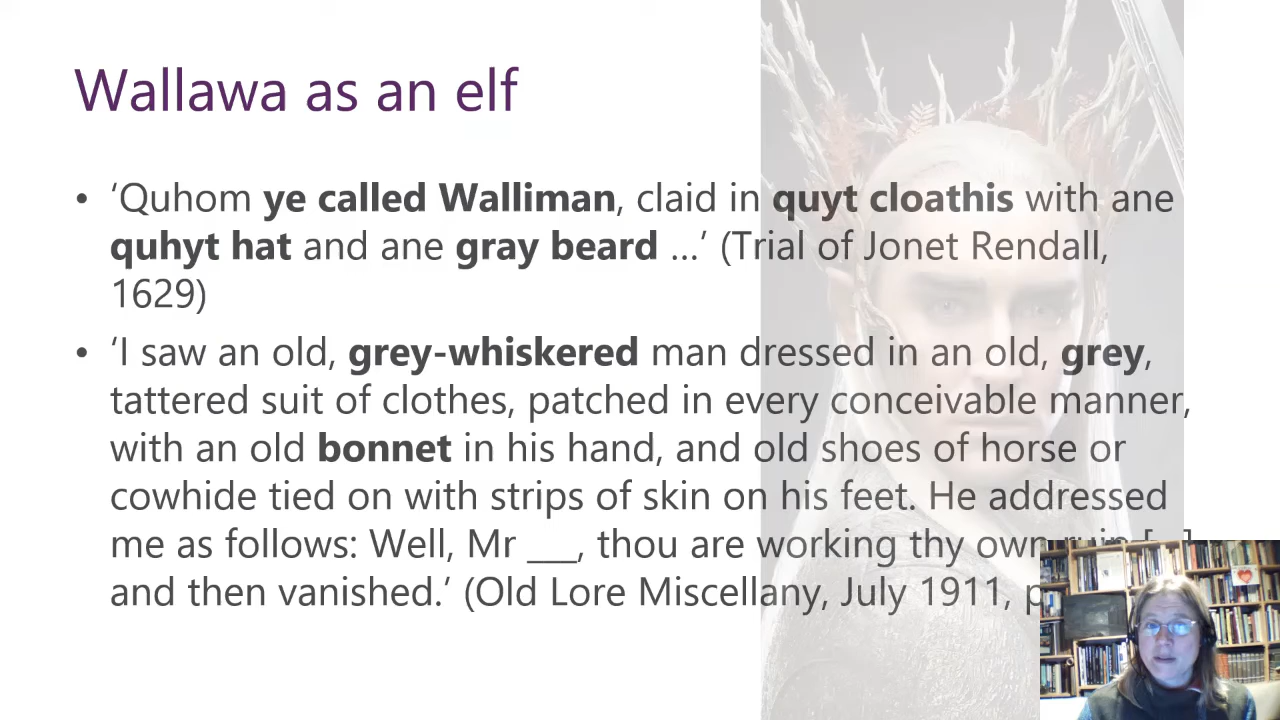 Wallawa as an elf
• ‘Quhom ye called Walliman, claid in quyt cloathis with ane
quhyt hat and ane gray beard …’ (Trial of Jonet Rendall,
1629)
• ‘I saw an old, grey-whiskered man dressed in an old, grey,
tattered suit of clothes, patched in every conceivable manner,
with an old bonnet in his hand, and old shoes of horse or
cowhide tied on with strips of skin on his feet. He addressed
me as follows: Well, Mr ___, thou are working thy own
and then vanished.’ (Old Lore Miscellany, July 1911,